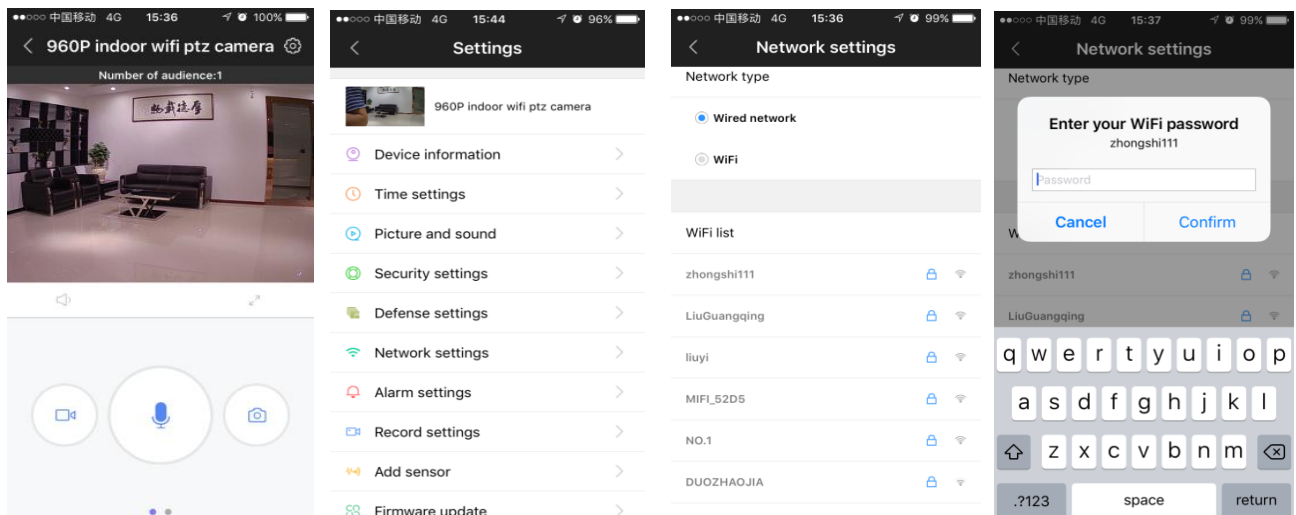 中国移动 4G 15:36 100%
960P indoor wifi ptz camera
Number of audience:1
中国移动 4G 15:44 96%
Settings
960P indoor wifi ptz camera
Device information
Time settings
Picture and sound
Security settings
Defense settings
Network settings
Alarm settings
Record settings
Add sensor
Firmware update
中国移动 4G 15:36 99%
Network settings
Network type
Wired network
WiFi
WiFi list
zhongshi111
LiuGuangqing
liuyi
MIFI_52D5
NO.1
DUOZHAOJIA
中国移动 4G 15:37 99%
Network settings
Network type
Enter your WiFi password
zhongshi111
Password
Cancel Confirm
W
zhongshi111
LiuGuangqing
q w e r t y u i o p
a s d f g h j k l
z x c v b n m
.?123 space return